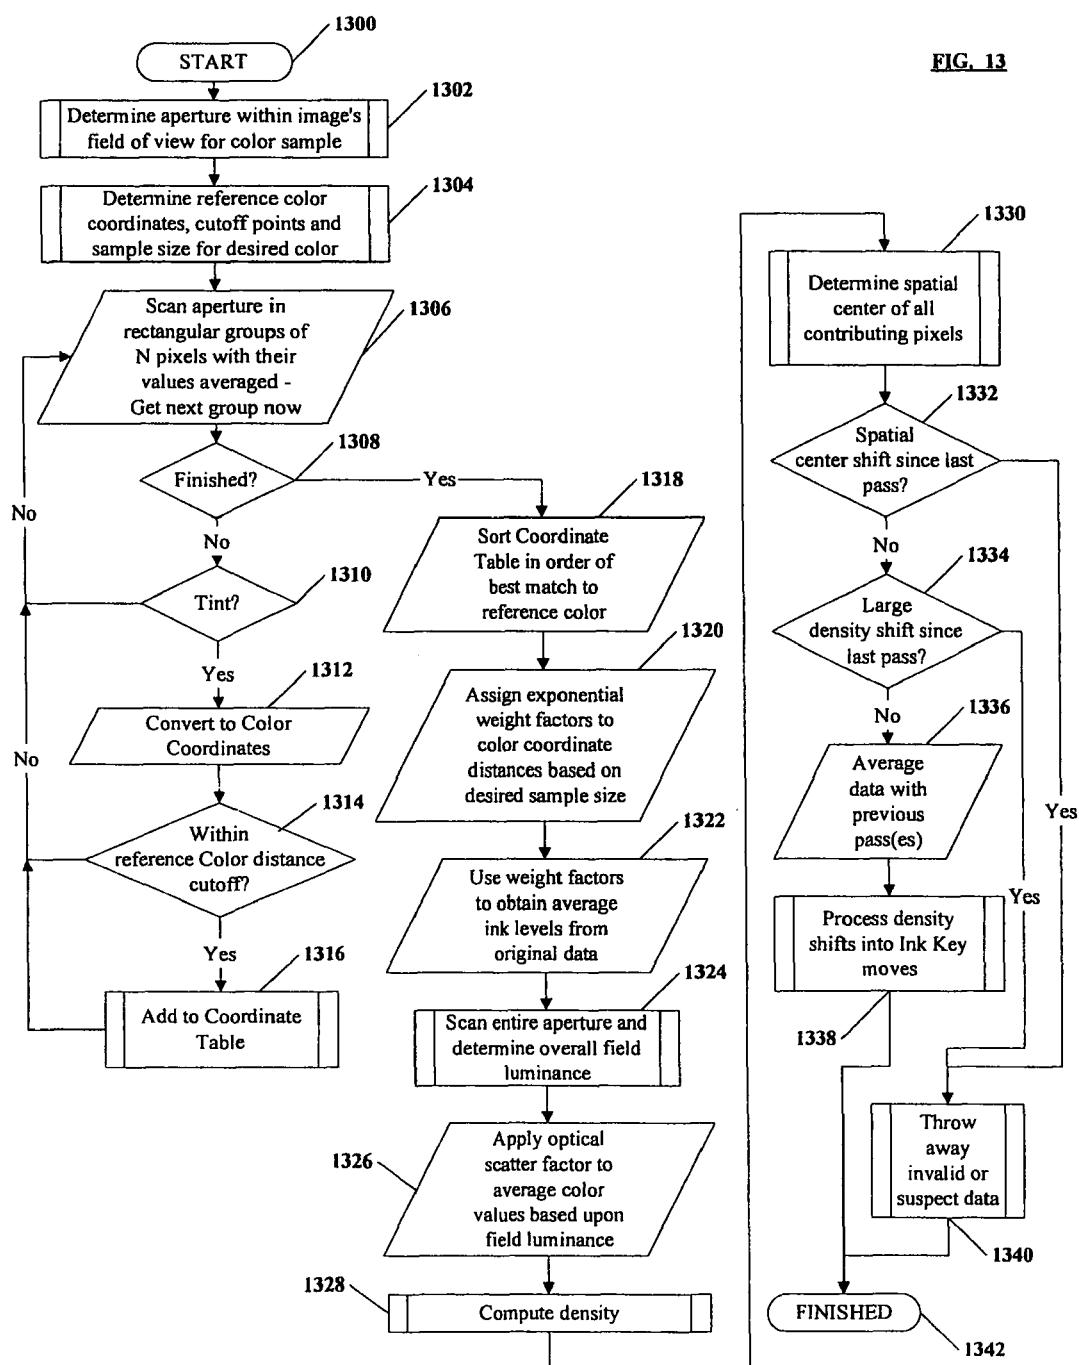 1300
START
FIG. 13
1302
Determine aperture within image's
field of view for color sample
1304
Determine reference color
coordinates, cutoff points and
sample size for desired color
1306
Scan aperture in
rectangular groups of
N pixels with their
values averaged -
Get next group now
1308
Finished?
Yes
No
No
1310
Tint?
Yes
1312
Convert to Color
Coordinates
No
1314
Within
reference Color distance
cutoff?
Yes
1316
Add to Coordinate
Table
1318
Sort Coordinate
Table in order of
best match to
reference color
1320
Assign exponential
weight factors to
color coordinate
distances based on
desired sample size
1322
Use weight factors
to obtain average
ink levels from
original data
1324
Scan entire aperture and
determine overall field
luminance
1326
Apply optical
scatter factor to
average color
values based upon
field luminance
1328
Compute density
1330
Determine spatial
center of all
contributing pixels
1332
Spatial
center shift since last
pass?
No
1334
Large
density shift since
last pass?
No
1336
Average
data with
previous
pass(es)
Yes
Yes
Process density
shifts into Ink Key
moves
1338
Throw
away
invalid or
suspect data
1340
FINISHED
1342